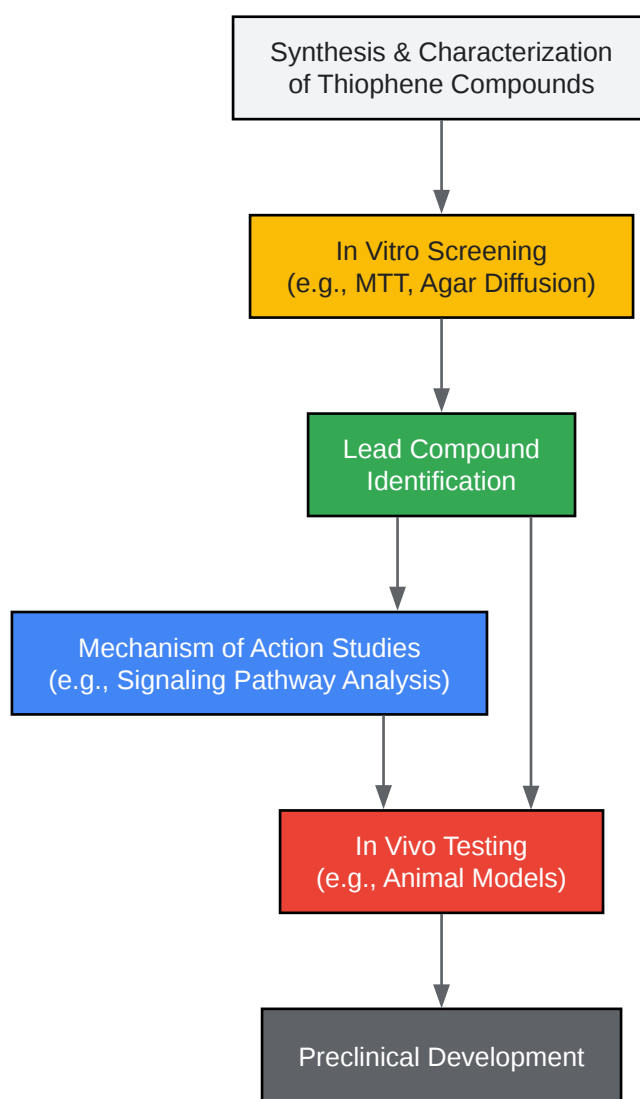 Synthesis & Characterization
of Thiophene Compounds
In Vitro Screening
(e.g., MTT, Agar Diffusion)
Lead Compound
Identification
Mechanism of Action Studies
(e.g., Signaling Pathway Analysis)
In Vivo Testing
(e.g., Animal Models)
Preclinical Development